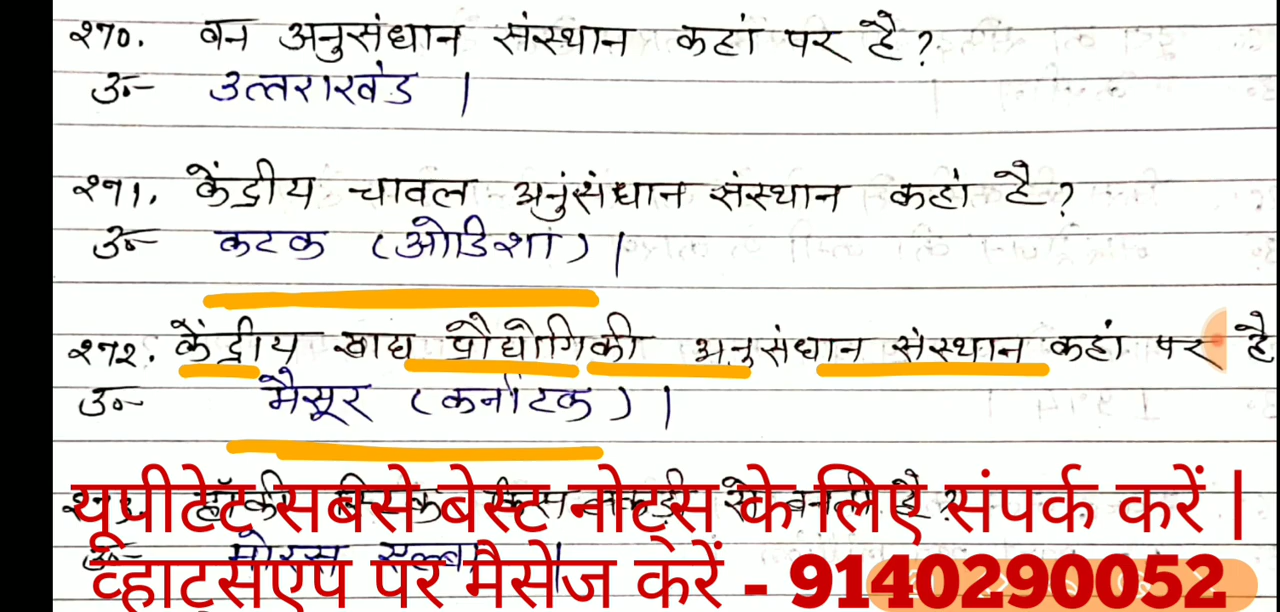 २७०. वन अनुसंधान संस्थान कहां पर है?
उ०- उत्तराखंड |
२७१. केंद्रीय चावल अनुंसंधान संस्थान कहां है?
उ०- कटक (ओडिशा) |
२७२. केंद्रीय खाद्य प्रौद्योगिकी अनुसंधान संस्थान कहां पर है
उ०- मैसूर (कर्नाटक) |
यूपीटेट सबसे बेस्ट नोट्स के लिए संपर्क करें |
व्हाट्सएप पर मैसेज करें - 9140290052